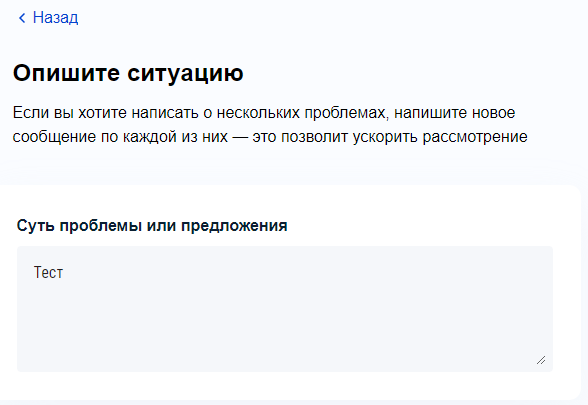 Назад
Опишите ситуацию
Если вы хотите написать о нескольких проблемах, напишите новое
сообщение по каждой из них — это позволит ускорить рассмотрение
Суть проблемы или предложения
Тест